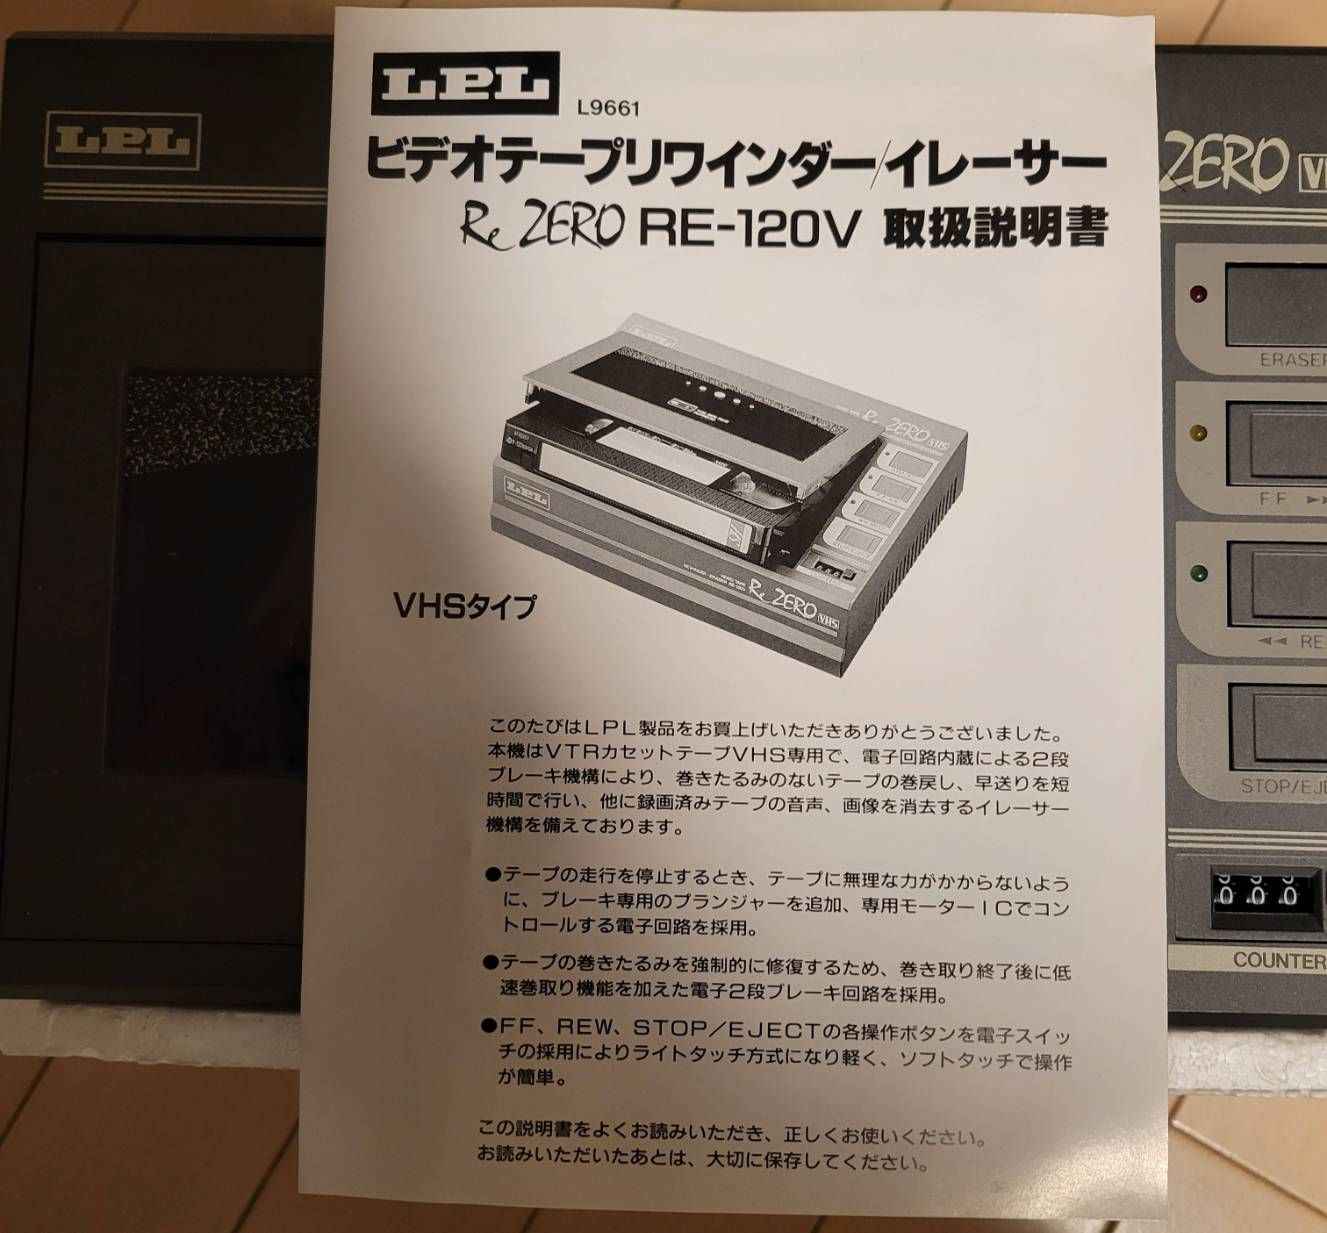 LPL
LPL
L9661
ビデオテープリワインダー/イレーサー
Re ZERO RE-120V 取扱説明書
ZERO
LPL
Re ZERO VHS
LPL
Re ZERO VHS
VHSタイプ
このたびはLPL製品をお買上げいただきありがとうございました。
本機はVTRカセットテープVHS専用で、電子回路内蔵による2段
ブレーキ機構により、巻きたるみのないテープの巻戻し、早送りを短
時間で行い、他に録画済みテープの音声、画像を消去するイレーサー
機構を備えております。
●テープの走行を停止するとき、テープに無理な力がかからないよう
に、ブレーキ専用のプランジャーを追加、専用モーターICでコン
トロールする電子回路を採用。
●テープの巻きたるみを強制的に修復するため、巻き取り終了後に低
速巻取り機能を加えた電子2段ブレーキ回路を採用。
●FF、REW、STOP/EJECTの各操作ボタンを電子スイッ
チの採用によりライトタッチ方式になり軽く、ソフトタッチで操作
が簡単。
この説明書をよくお読みいただき、正しくお使いください。
お読みいただいたあとは、大切に保存してください。
ERASER
F.F. ►►
◄◄ RE
STOP/EJE
000
COUNTER